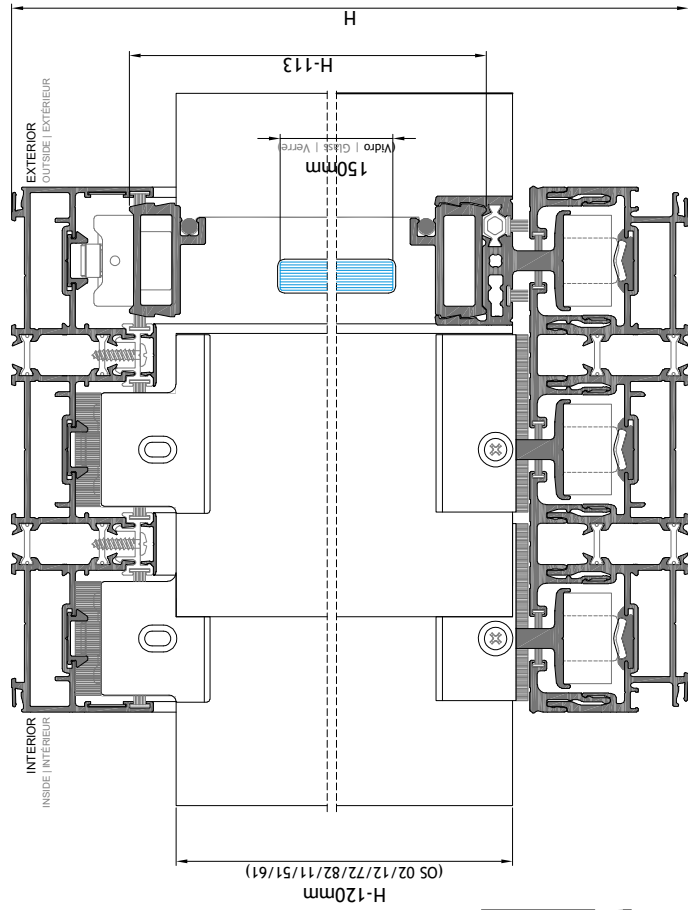 H
H-113
EXTERIOR
OUTSIDE | EXTÉRIEUR
150mm
(Vidro | Glass | Verre)
INTERIOR
INSIDE | INTÉRIEUR
H-120mm
(OS 02/12/72/82/11/51/61)